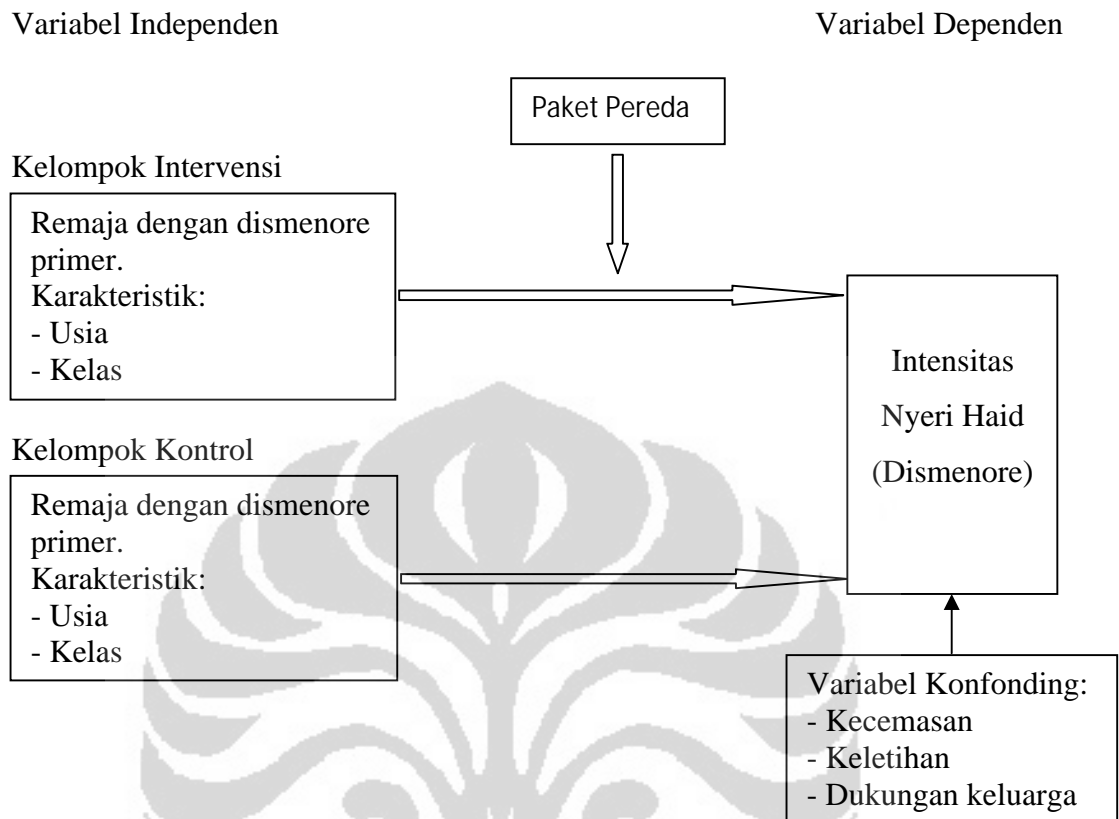 Variabel Independen
Variabel Dependen
Paket Pereda
Kelompok Intervensi
Remaja dengan dismenore
primer.
Karakteristik:
- Usia
- Kelas
Intensitas
Nyeri Haid
(Dismenore)
Kelompok Kontrol
Remaja dengan dismenore
primer.
Karakteristik:
- Usia
- Kelas
Variabel Konfonding:
- Kecemasan
- Keletihan
- Dukungan keluarga